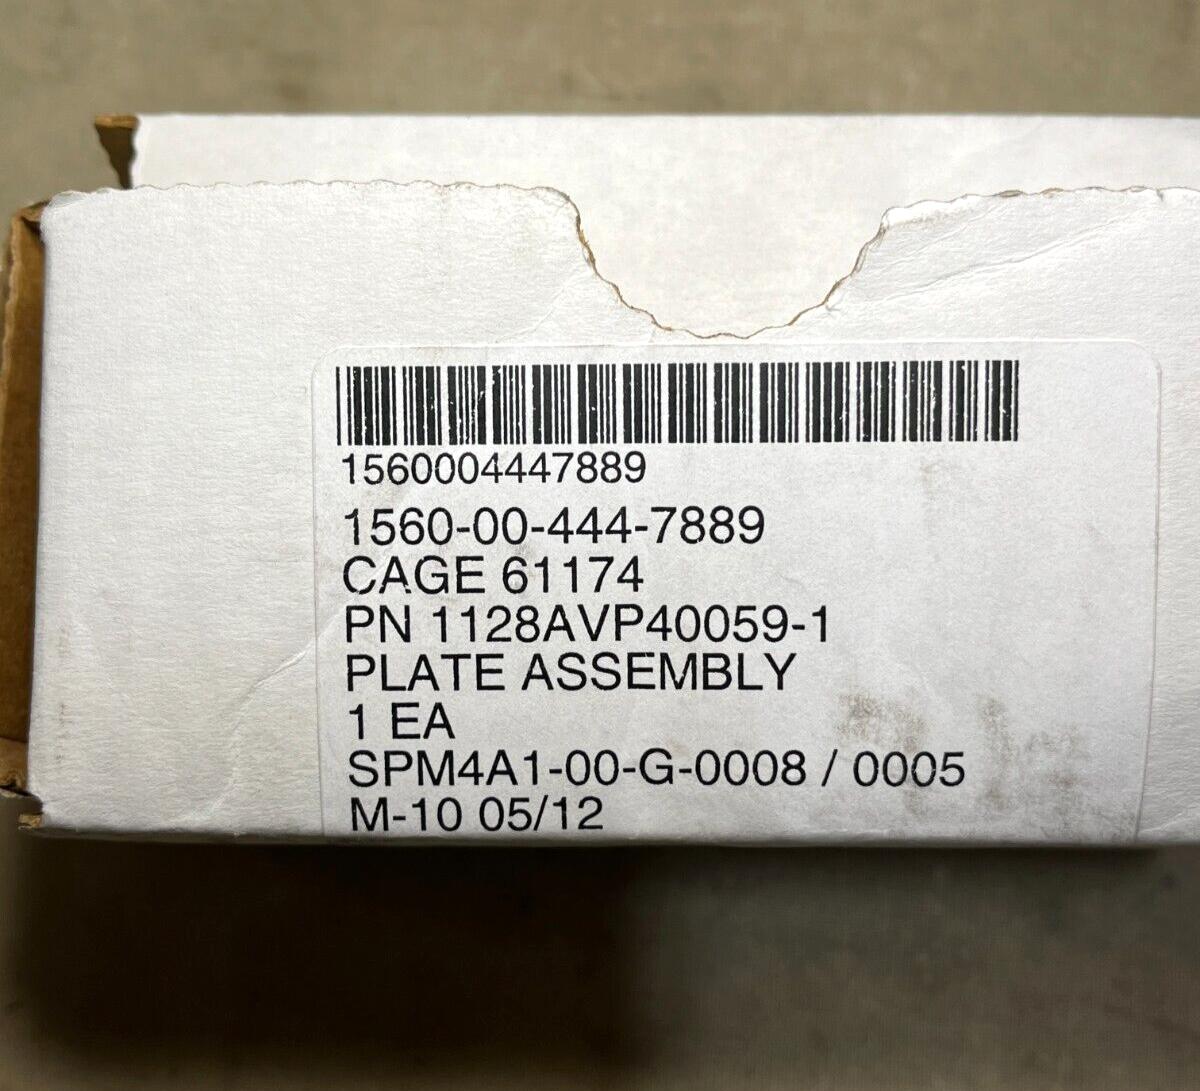 1560004447889
1560-00-444-7889
CAGE 61174
PN 1128AVP40059-1
PLATE ASSEMBLY
1 EA
SPM4A1-00-G-0008 / 0005
M-10 05/12